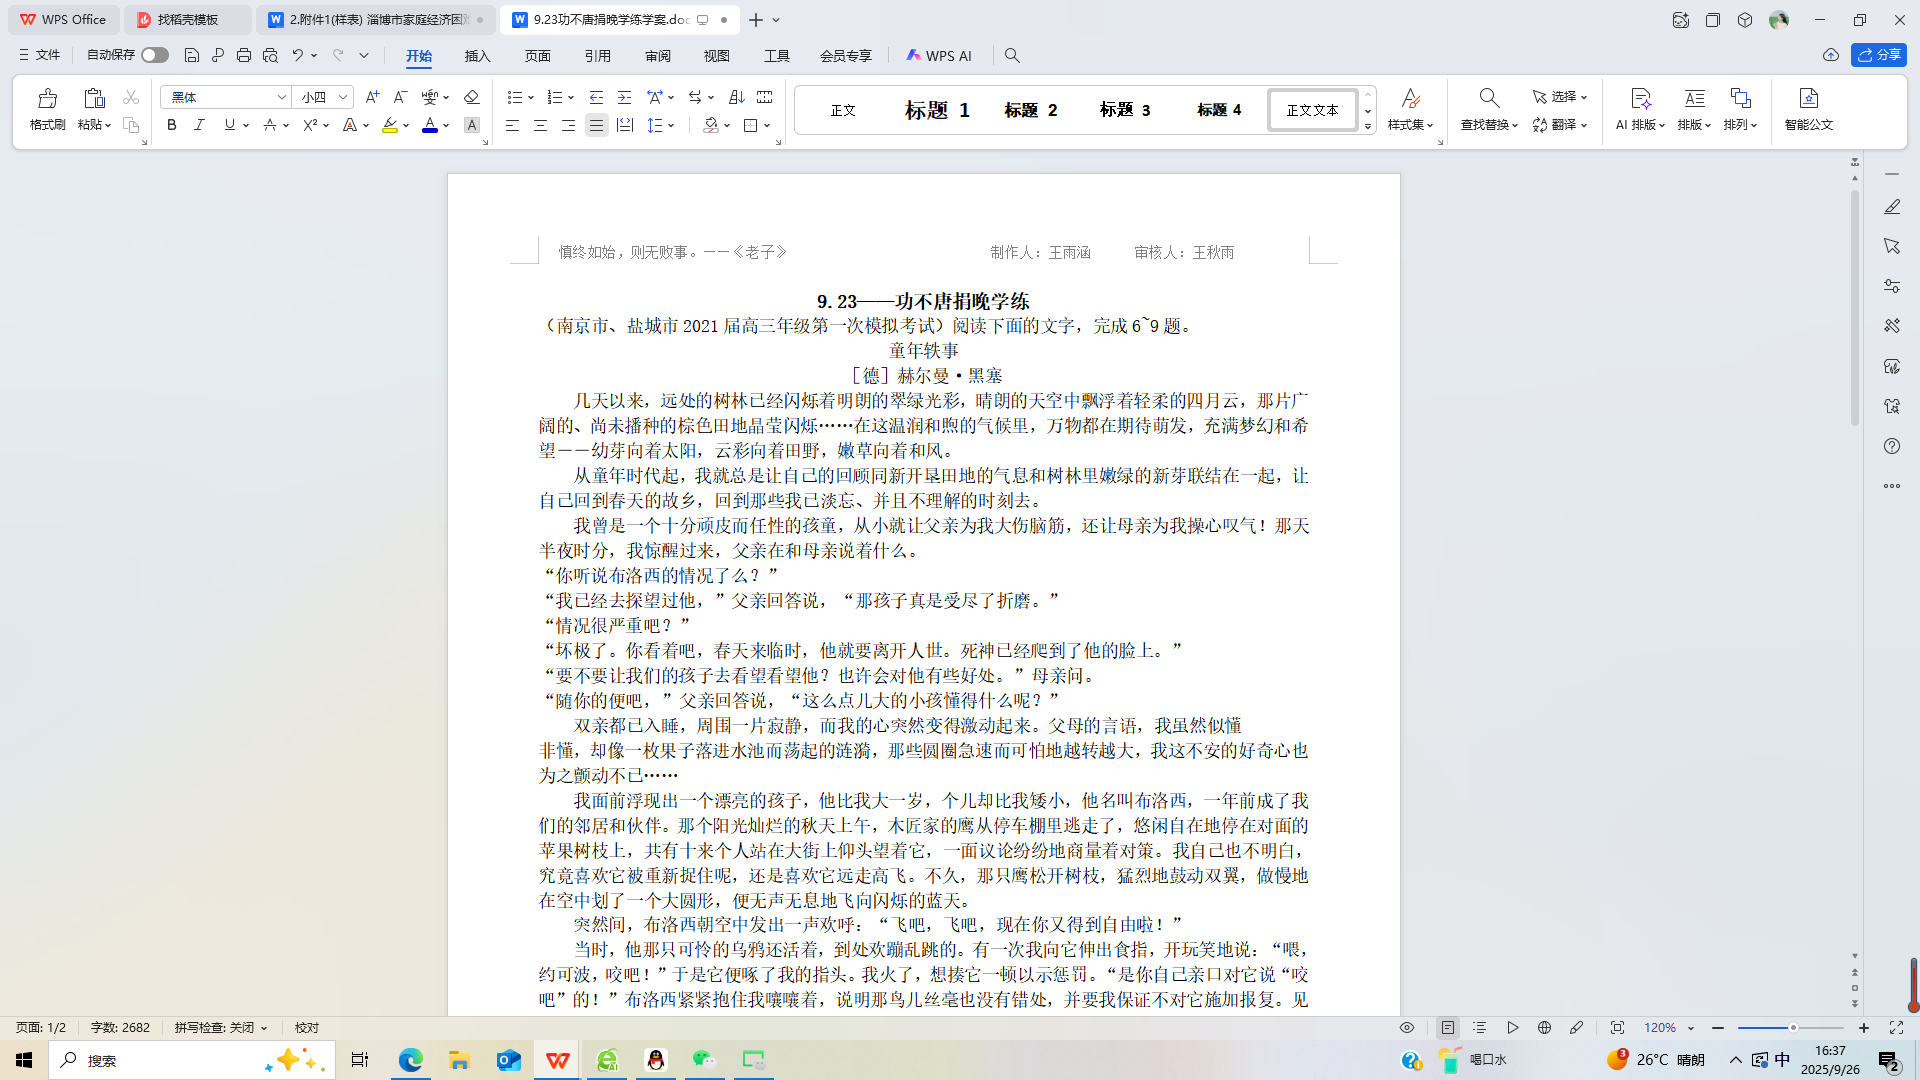 WPS Office
找稻壳模板
2.附件1(样表) 淄博市家庭经济困
9.23功不唐捐晚学练学案.doc
文件
自动保存
开始
插入
页面
引用
审阅
视图
工具
会员专享
WPS AI
分享
格式刷
粘贴
黑体
小四
正文
标题 1
标题 2
标题 3
标题 4
正文文本
样式集
查找替换
选择
翻译
AI 排版
排版
排列
智能公文
慎终如始，则无败事。——《老子》 制作人：王雨涵 审核人：王秋雨
9.23——功不唐捐晚学练
（南京市、盐城市 2021 届高三年级第一次模拟考试）阅读下面的文字，完成 6~9 题。
童年轶事
［德］赫尔曼·黑塞
几天以来，远处的树林已经闪烁着明朗的翠绿光彩，晴朗的天空中飘浮着轻柔的四月云，那片广
阔的、尚未播种的棕色田地晶莹闪烁……在这温润和煦的气候里，万物都在期待萌发，充满梦幻和希
望——幼芽向着太阳，云彩向着田野，嫩草向着和风。
从童年时代起，我就总是让自己的回顾同新开垦田地的气息和树林里嫩绿的新芽联结在一起，让
自己回到春天的故乡，回到那些我已淡忘、并且不理解的时刻去。
我曾是一个十分顽皮而任性的孩童，从小就让父亲为我大伤脑筋，还让母亲为我操心叹气！那天
半夜时分，我惊醒过来，父亲在和母亲说着什么。
“你听说布洛西的情况了么？”
“我已经去探望过他，”父亲回答说，“那孩子真是受尽了折磨。”
“情况很严重吧？”
“坏极了。你看着吧，春天来临时，他就要离开人世。死神已经爬到了他的脸上。”
“要不要让我们的孩子去看望看望他？也许会对他有些好处。”母亲问。
“随你的便吧，”父亲回答说，“这么点儿大的小孩懂得什么呢？”
双亲都已入睡，周围一片寂静，而我的心突然变得激动起来。父母的言语，我虽然似懂
非懂，却像一枚果子落进水池而荡起的涟漪，那些圆圈急速而可怕地越转越大，我这不安的好奇心也
为之颤动不已……
我面前浮现出一个漂亮的孩子，他比我大一岁，个儿却比我矮小，他名叫布洛西，一年前成了我
们的邻居和伙伴。那个阳光灿烂的秋天上午，木匠家的鹰从停车棚里逃走了，悠闲自在地停在对面的
苹果树枝上，共有十来个人站在大街上仰头望着它，一面议论纷纷地商量着对策。我自己也不明白，
究竟喜欢它被重新捉住呢，还是喜欢它远走高飞。不久，那只鹰松开树枝，猛烈地鼓动双翼，做慢地
在空中划了一个大圆形，便无声无息地飞向闪烁的蓝天。
突然间，布洛西朝空中发出一声欢呼：“飞吧，飞吧，现在你又得到自由啦！”
当时，他那只可怜的乌鸦还活着，到处欢蹦乱跳的。有一次我向它伸出食指，开玩笑地说：“喂，
约可波，咬吧！”于是它便啄了我的指头。我火了，想揍它一顿以示惩罚。“是你自己亲口对它说“咬
吧”的！”布洛西紧紧抱住我嚷嚷着，说明那鸟儿丝毫也没有错处，并要我保证不对它施加报复。见
页面: 1/2
字数: 2682
拼写检查: 关闭
校对
120%
搜索
喝口水
3
26°C 晴朗
中
16:37
2025/9/26
2